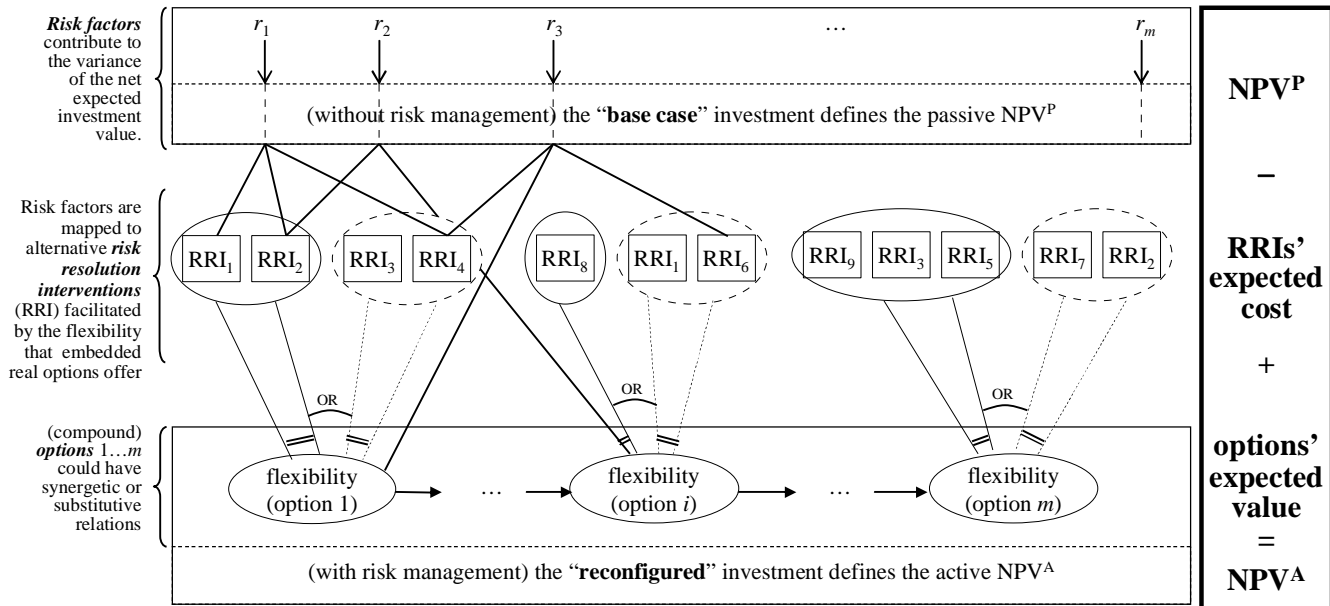 Risk factors
contribute to
the variance
of the net
expected
investment
value.
r1 r2 r3 … rm
(without risk management) the “base case” investment defines the passive NPVP
Risk factors are
mapped to
alternative risk
resolution
interventions
(RRI) facilitated
by the flexibility
that embedded
real options offer
RRI1 RRI2 RRI3 RRI4 RRI8 RRI1 RRI6 RRI9 RRI3 RRI5 RRI7 RRI2
OR OR OR
(compound)
options 1…m
could have
synergetic or
substitutive
relations
flexibility
(option 1)
…
flexibility
(option i)
…
flexibility
(option m)
(with risk management) the “reconfigured” investment defines the active NPVA
NPVP
–
RRIs’
expected
cost
+
options’
expected
value
=
NPVA